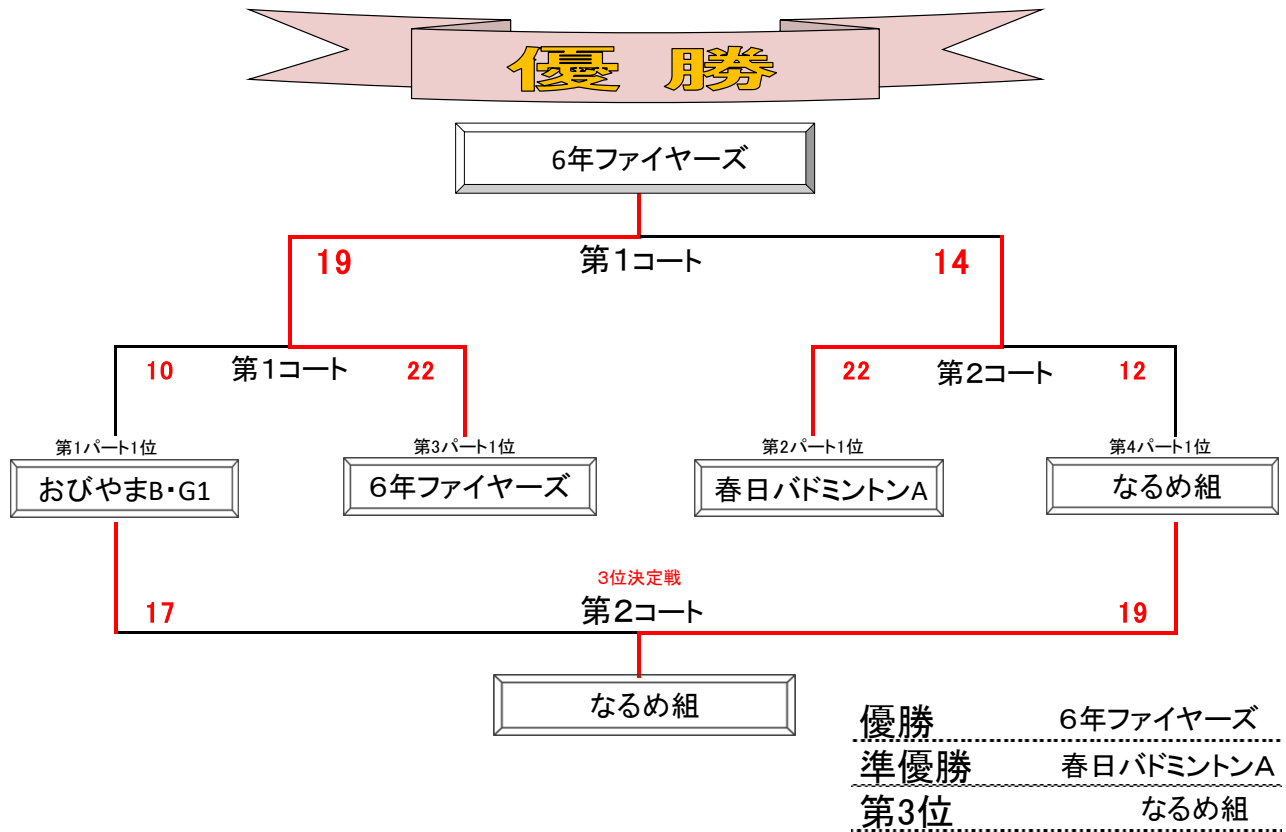 優 勝
6年ファイヤーズ
19 第1コート 14
10 第1コート 22 22 第2コート 12
第1パート1位 第3パート1位 第2パート1位 第4パート1位
おびやまB・G1 6年ファイヤーズ 春日バドミントンA なるめ組
3位決定戦
17 第2コート 19
なるめ組
優勝 6年ファイヤーズ
準優勝 春日バドミントンA
第3位 なるめ組